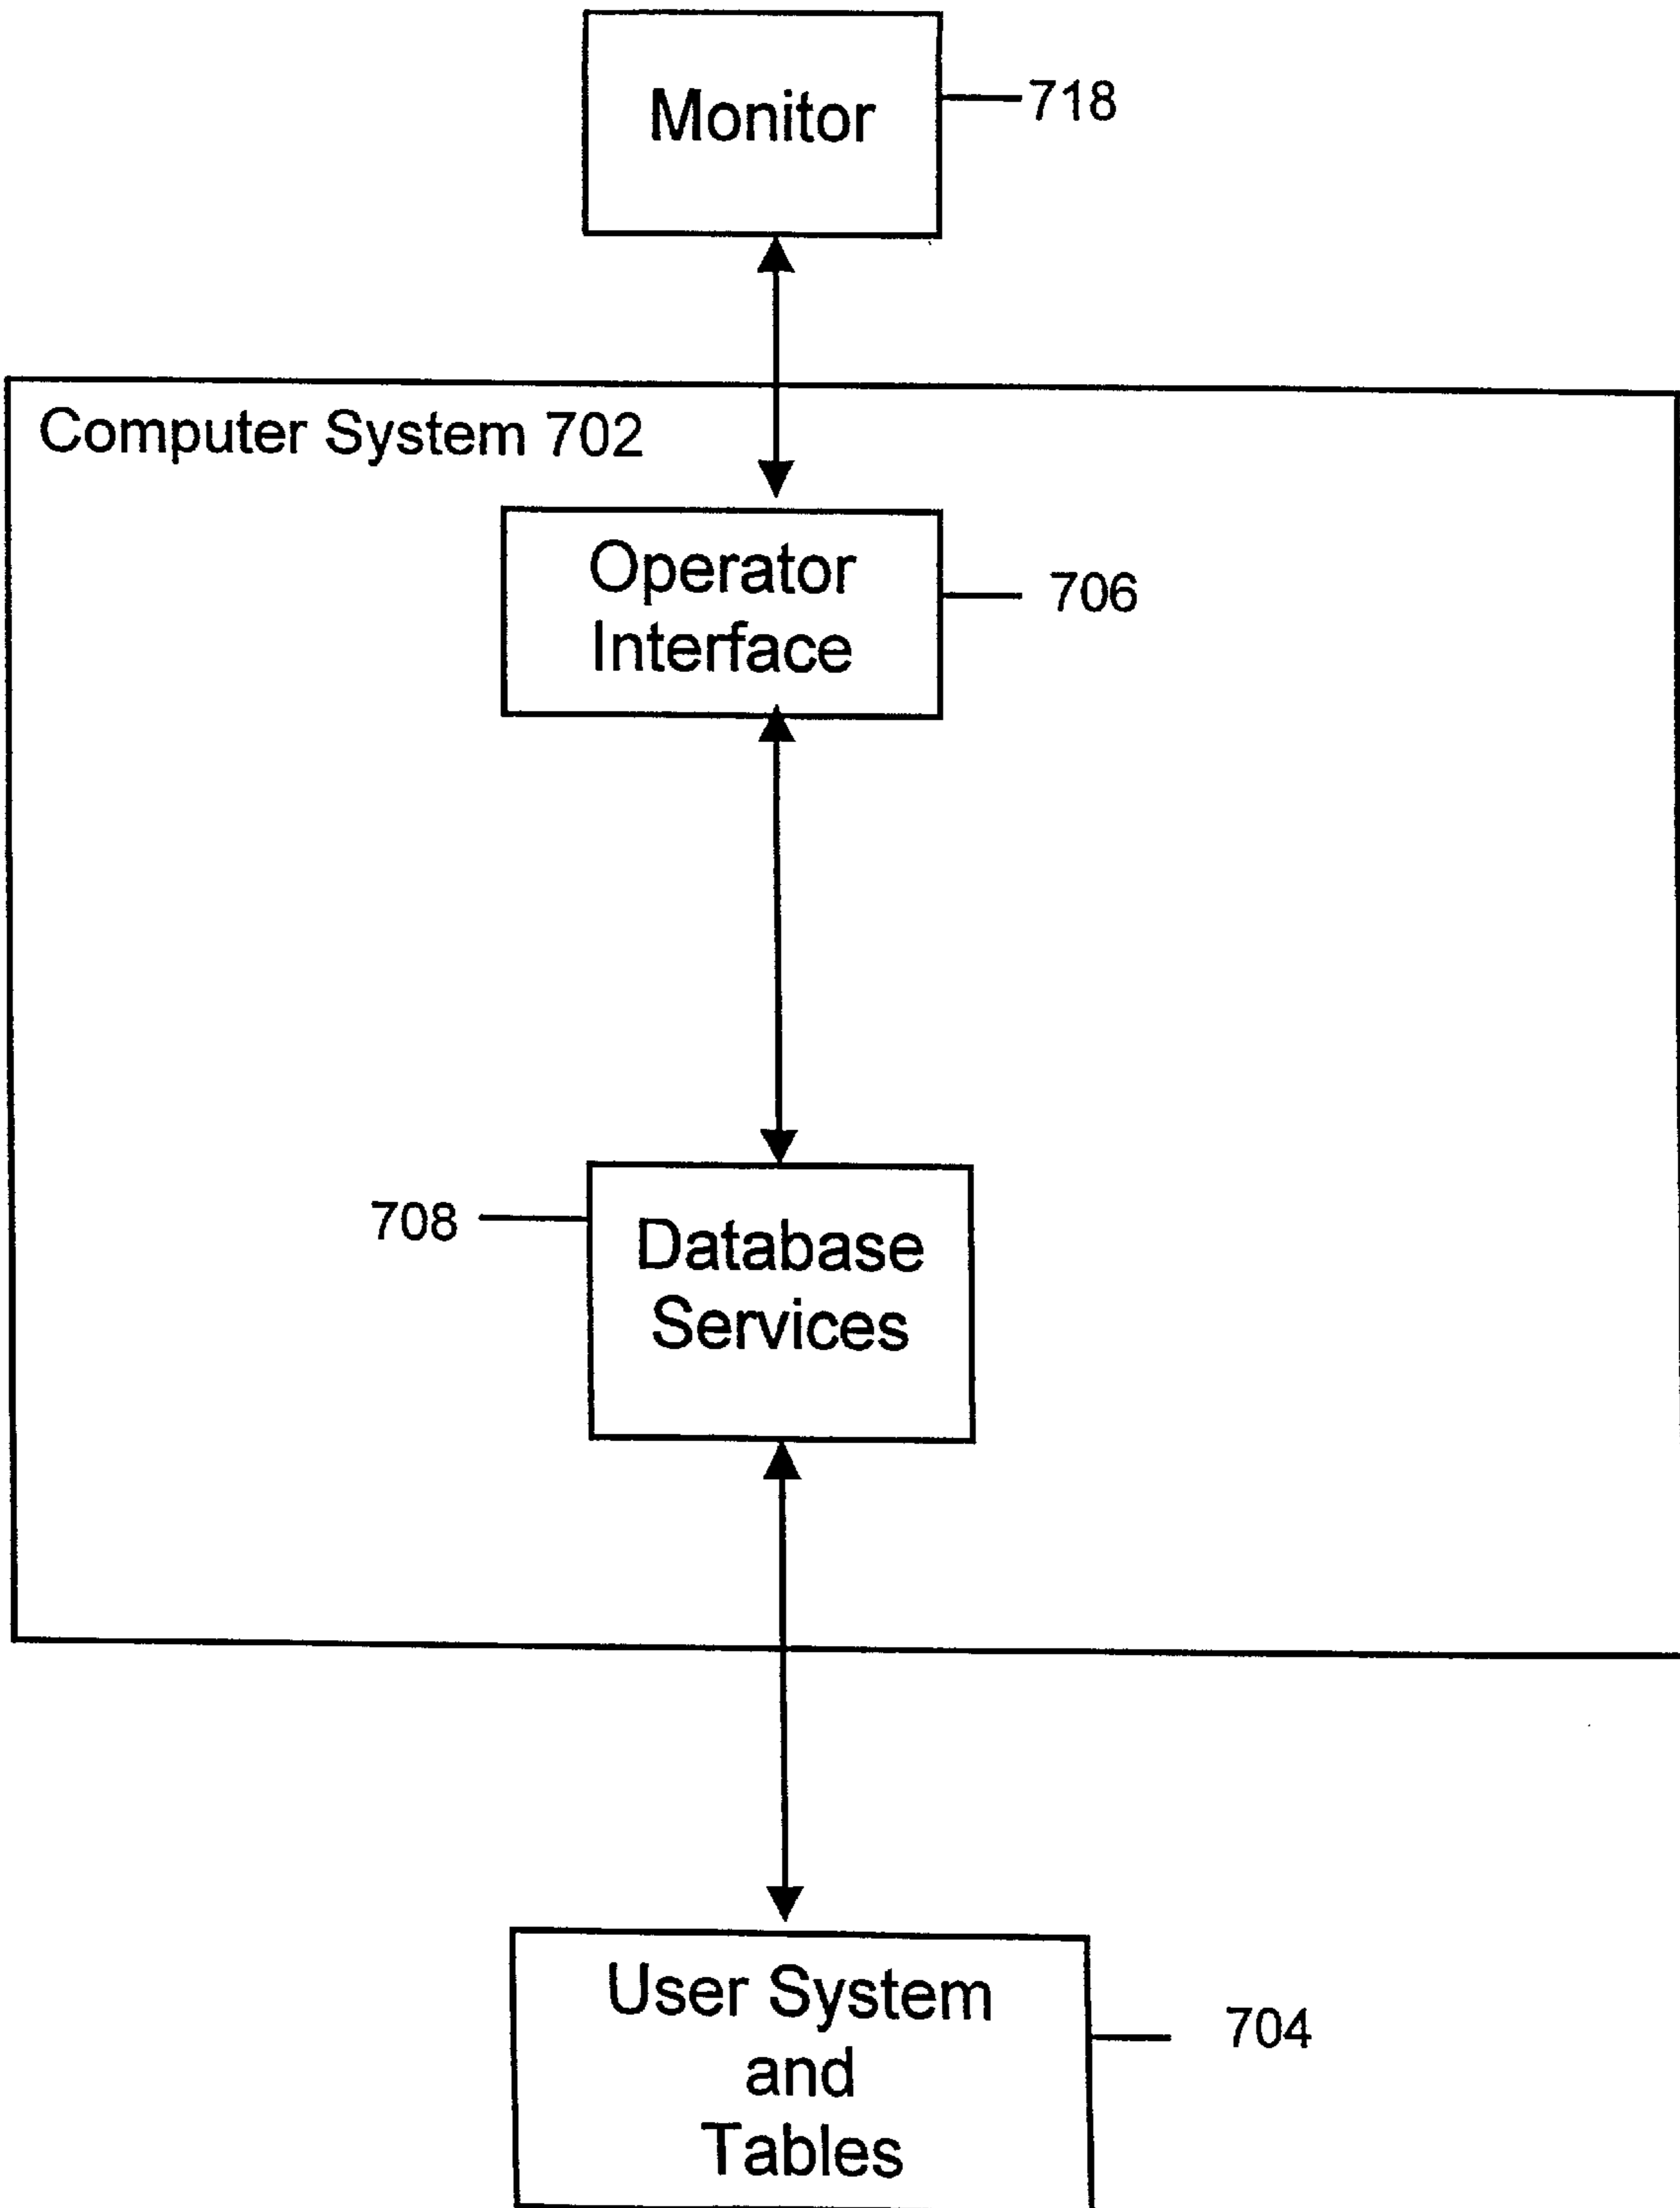 Monitor
718
Computer System 702
Operator
Interface
706
708
Database
Services
User System
and
Tables
704